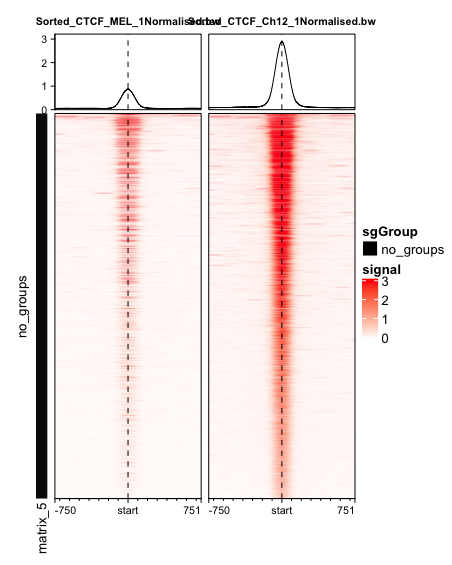 Sorted_CTCF_MEL_1Normalised.bw
Sorted_CTCF_Ch12_1Normalised.bw
3
2
1
0
no_groups
matrix_5
-750 start 751
-750 start 751
sgGroup
no_groups
signal
3
2
1
0